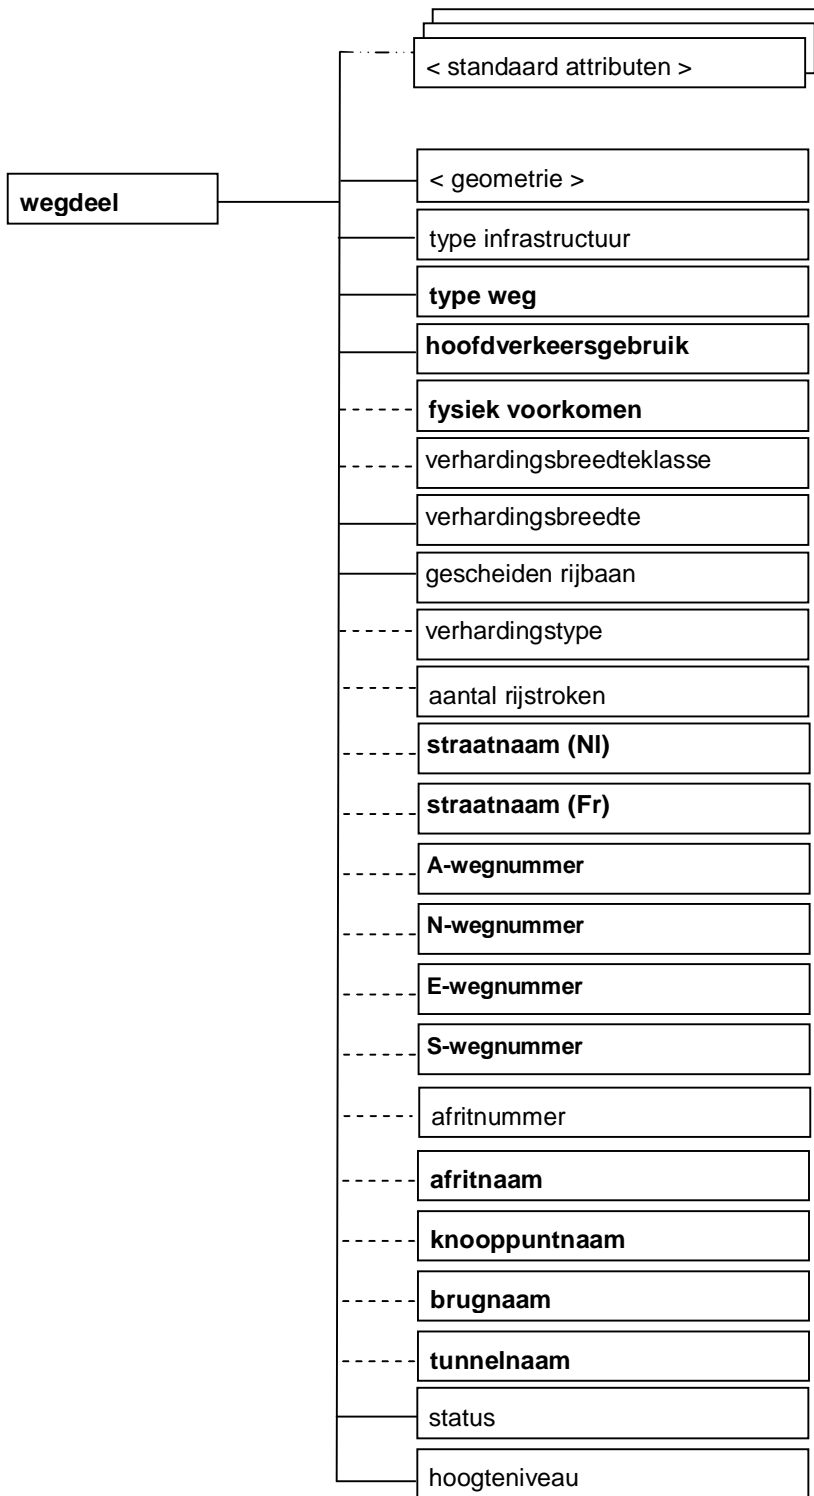 < standaard attributen >
< geometrie >
wegdeel
type infrastructuur
type weg
hoofdverkeersgebruik
fysiek voorkomen
verhardingsbreedteklasse
verhardingsbreedte
gescheiden rijbaan
verhardingstype
aantal rijstroken
straatnaam (Nl)
straatnaam (Fr)
A-wegnummer
N-wegnummer
E-wegnummer
S-wegnummer
afritnummer
afritnaam
knooppuntnaam
brugnaam
tunnelnaam
status
hoogteniveau